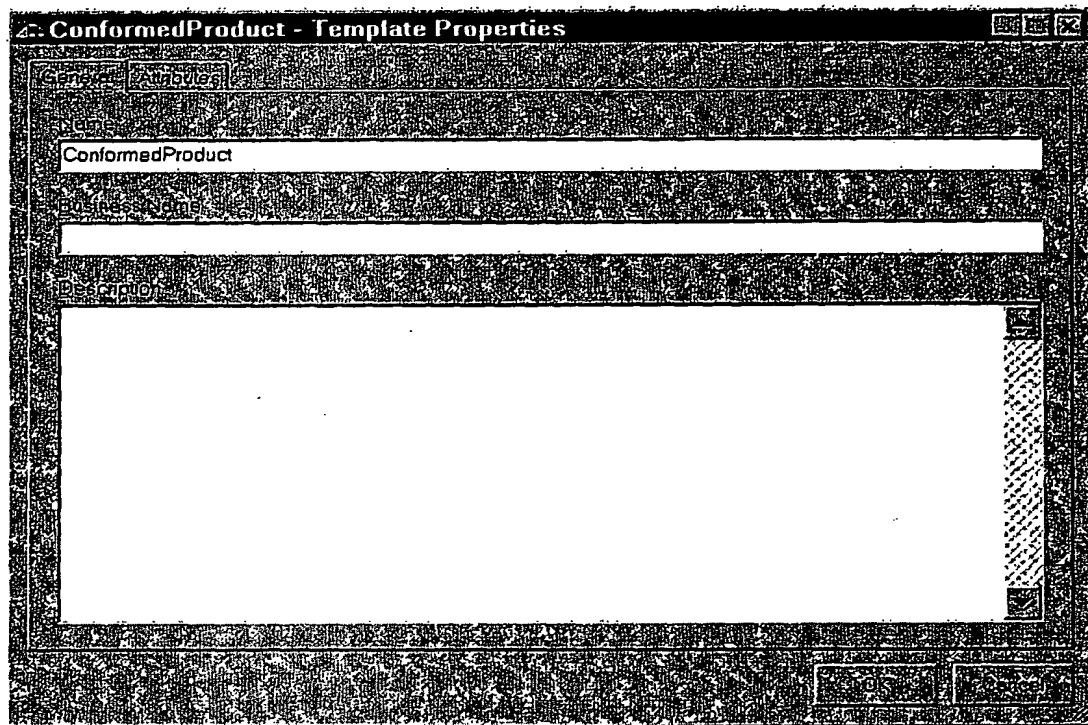 ConformedProduct - Template Properties
General Attributes
Name
ConformedProduct
Business Name
Description